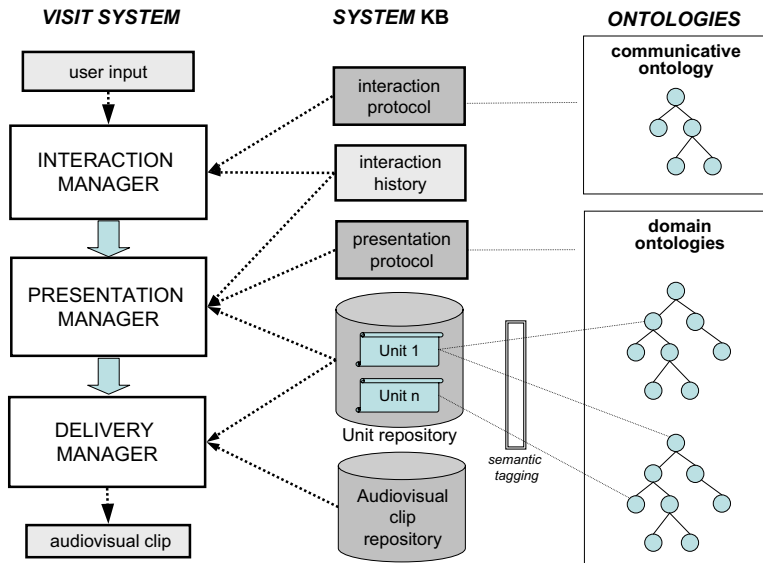 VISIT SYSTEM
user input
INTERACTION
MANAGER
PRESENTATION
MANAGER
DELIVERY
MANAGER
audiovisual clip
SYSTEM KB
interaction
protocol
interaction
history
presentation
protocol
Unit 1
Unit n
Unit repository
Audiovisual
clip
repository
semantic
tagging
ONTOLOGIES
communicative
ontology
domain
ontologies